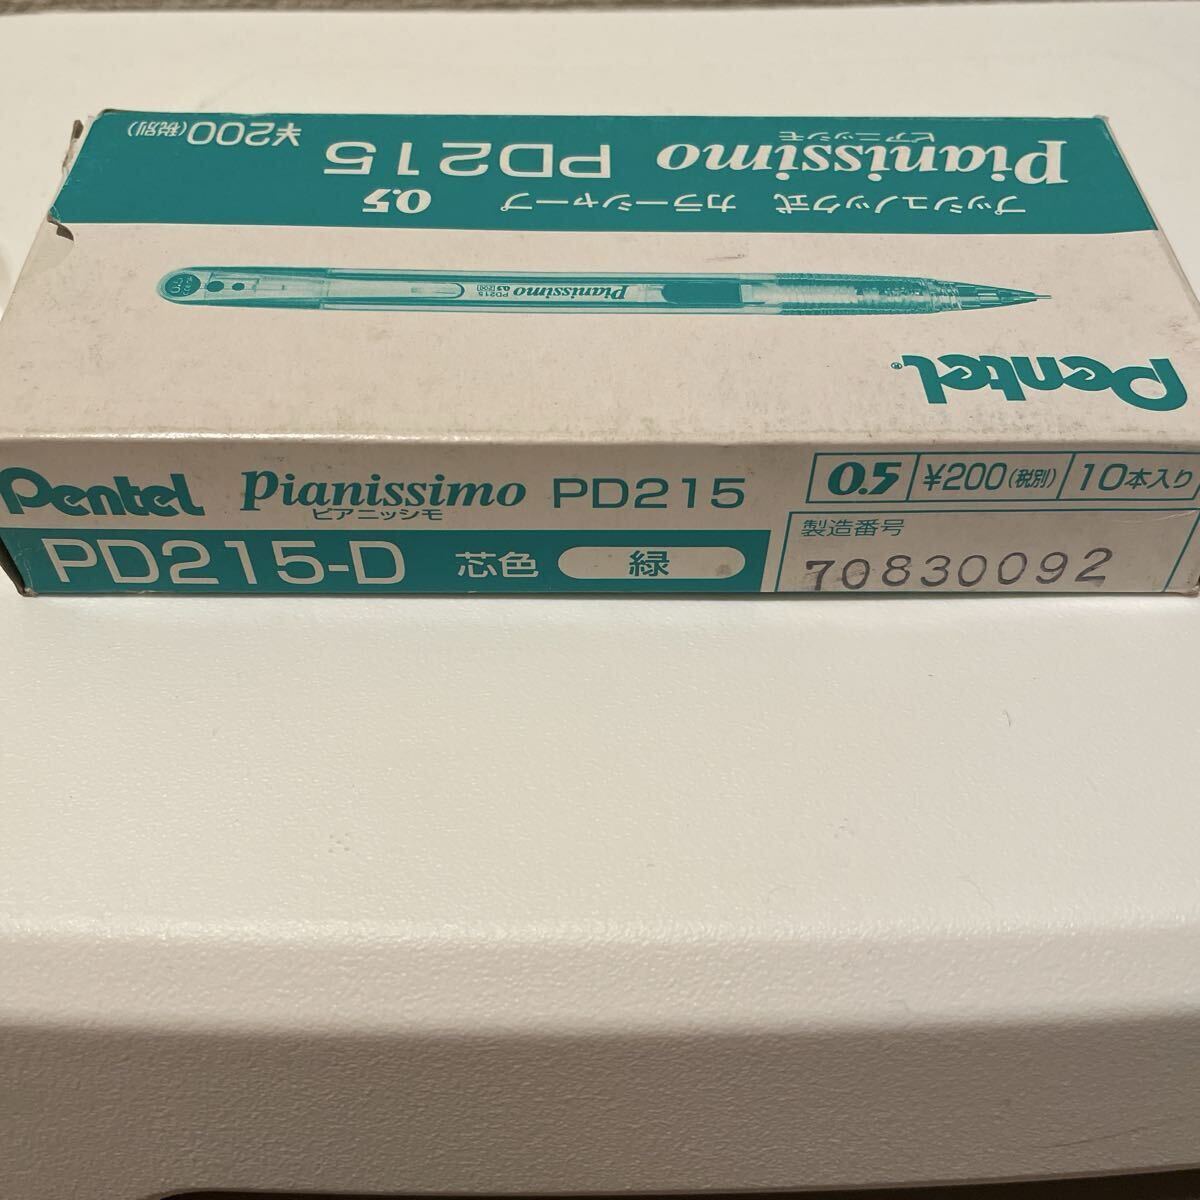 ¥200(税別)
Pianissimo PD215
ピアニッシモ
プッシュノック式 カラーシャープ 0.5
Pianissimo PD215 0.5 200
Pentel®
Pentel Pianissimo PD215 0.5 ¥200(税別) 10本入り
ピアニッシモ
PD215-D 芯色 緑
製造番号
70830092